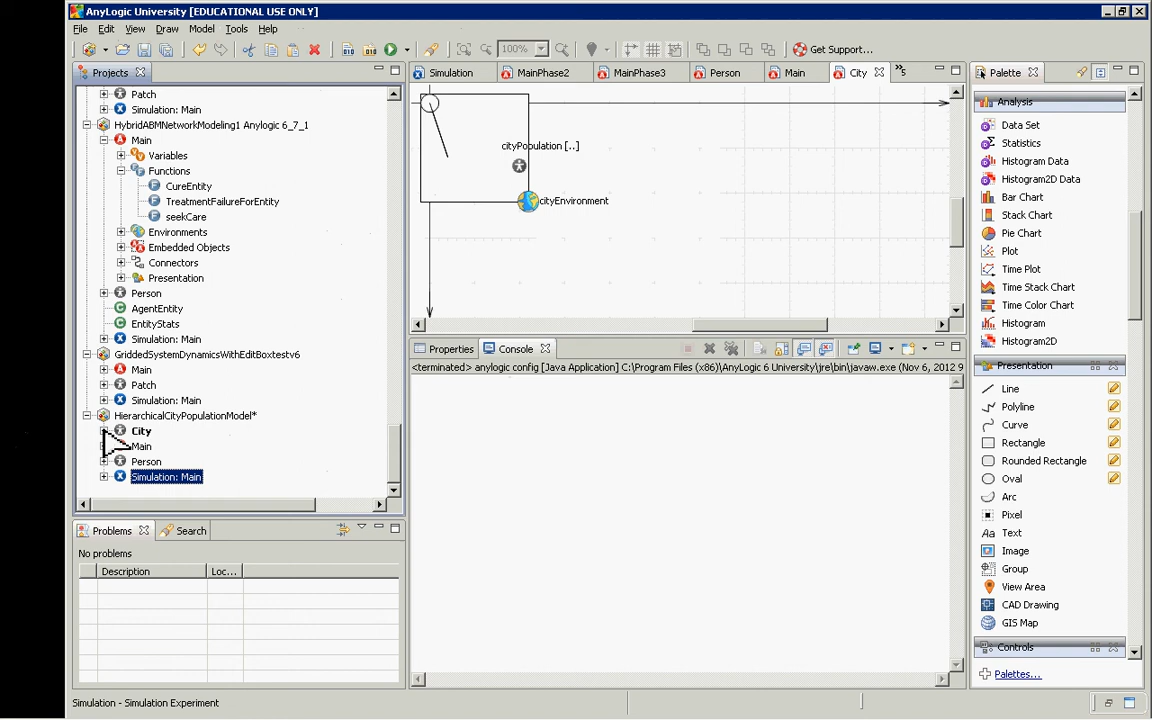 AnyLogic University [EDUCATIONAL USE ONLY]
File Edit View Draw Model Tools Help
100% Get Support...
Projects
Patch
Simulation: Main
HybridABMNetworkModeling1 Anylogic 6_7_1
Main
Variables
Functions
CureEntity
TreatmentFailureForEntity
seekCare
Environments
Embedded Objects
Connectors
Presentation
Person
AgentEntity
EntityStats
Simulation: Main
GriddedSystemDynamicsWithEditBoxtestv6
Main
Patch
Simulation: Main
HierarchicalCityPopulationModel*
City
Main
Person
Simulation: Main
Problems Search
No problems
Description Loc...
Simulation MainPhase2 MainPhase3 Person Main City »5
cityPopulation [..]
cityEnvironment
Properties Console
<terminated> anylogic config [Java Application] C:\Program Files (x86)\AnyLogic 6 University\jre\bin\javaw.exe (Nov 6, 2012 9
Palette
Analysis
Data Set
Statistics
Histogram Data
Histogram2D Data
Bar Chart
Stack Chart
Pie Chart
Plot
Time Plot
Time Stack Chart
Time Color Chart
Histogram
Histogram2D
Presentation
Line
Polyline
Curve
Rectangle
Rounded Rectangle
Oval
Arc
Pixel
Text
Image
Group
View Area
CAD Drawing
GIS Map
Controls
Palettes...
Simulation - Simulation Experiment